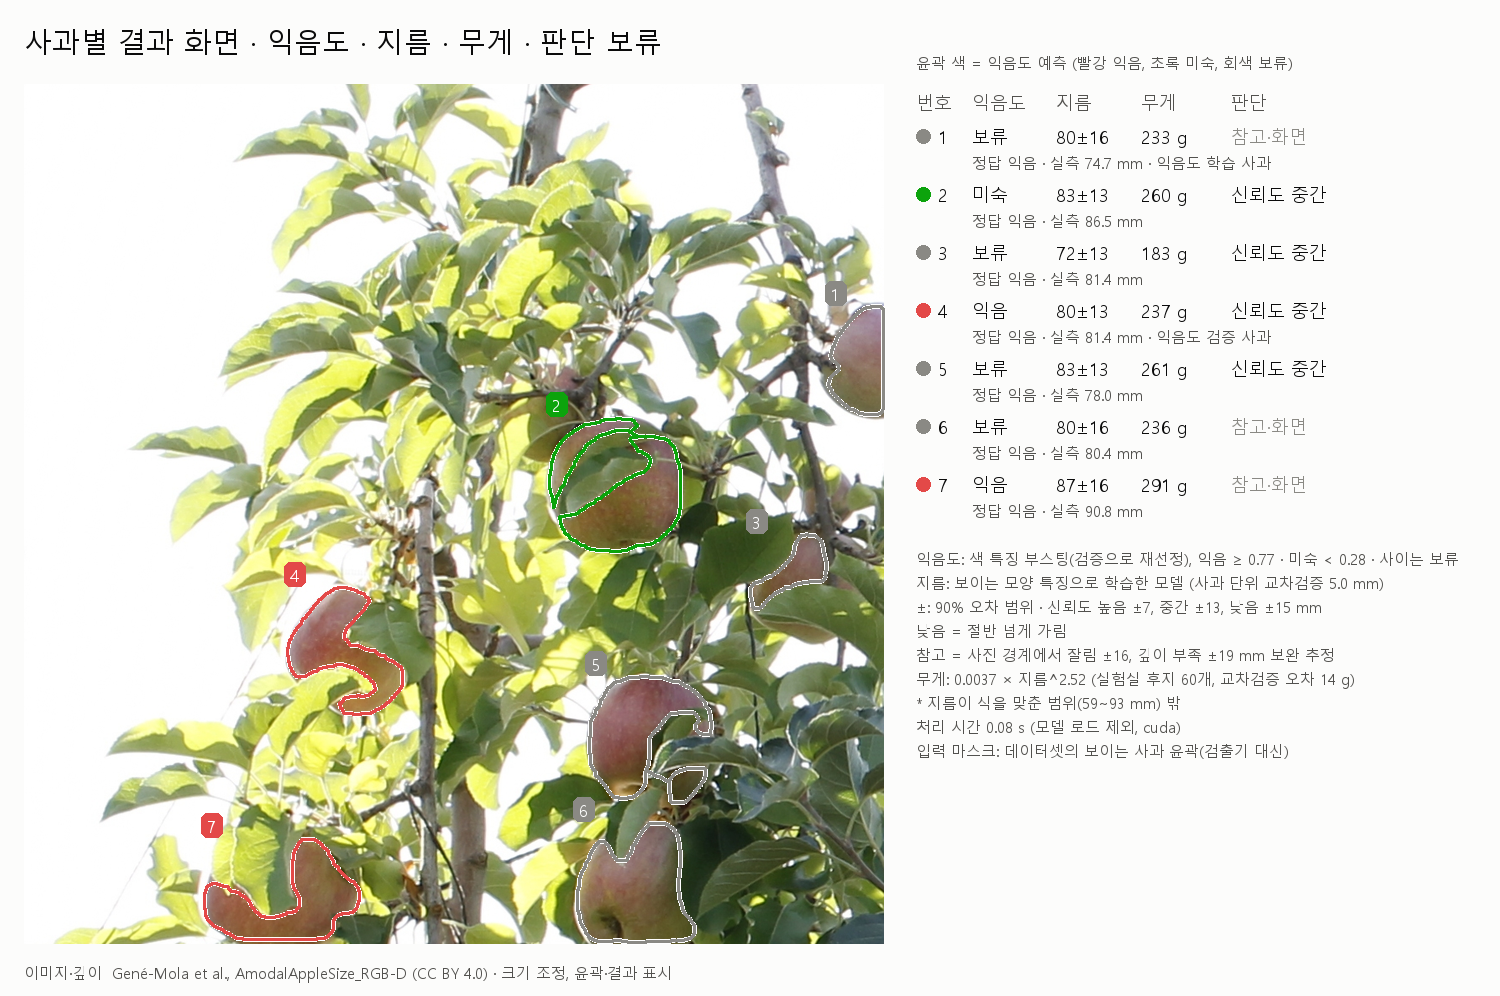 사과별 결과 화면 · 익음도 · 지름 · 무게 · 판단 보류
윤곽 색 = 익음도 예측 (빨강 익음, 초록 미숙, 회색 보류)
번호 익음도 지름 무게 판단
1 보류 80±16 233 g 참고·화면
정답 익음 · 실측 74.7 mm · 익음도 학습 사과
2 미숙 83±13 260 g 신뢰도 중간
정답 익음 · 실측 86.5 mm
3 보류 72±13 183 g 신뢰도 중간
정답 익음 · 실측 81.4 mm
4 익음 80±13 237 g 신뢰도 중간
정답 익음 · 실측 81.4 mm · 익음도 검증 사과
5 보류 83±13 261 g 신뢰도 중간
정답 익음 · 실측 78.0 mm
6 보류 80±16 236 g 참고·화면
정답 익음 · 실측 80.4 mm
7 익음 87±16 291 g 참고·화면
정답 익음 · 실측 90.8 mm
익음도: 색 특징 부스팅(검증으로 재선정), 익음 ≥ 0.77 · 미숙 < 0.28 · 사이는 보류
지름: 보이는 모양 특징으로 학습한 모델 (사과 단위 교차검증 5.0 mm)
±: 90% 오차 범위 · 신뢰도 높음 ±7, 중간 ±13, 낮음 ±15 mm
낮음 = 절반 넘게 가림
참고 = 사진 경계에서 잘림 ±16, 깊이 부족 ±19 mm 보완 추정
무게: 0.0037 × 지름^2.52 (실험실 후지 60개, 교차검증 오차 14 g)
* 지름이 식을 맞춘 범위(59~93 mm) 밖
처리 시간 0.08 s (모델 로드 제외, cuda)
입력 마스크: 데이터셋의 보이는 사과 윤곽(검출기 대신)
1
2
3
4
5
6
7
이미지·깊이 Gené-Mola et al., AmodalAppleSize_RGB-D (CC BY 4.0) · 크기 조정, 윤곽·결과 표시